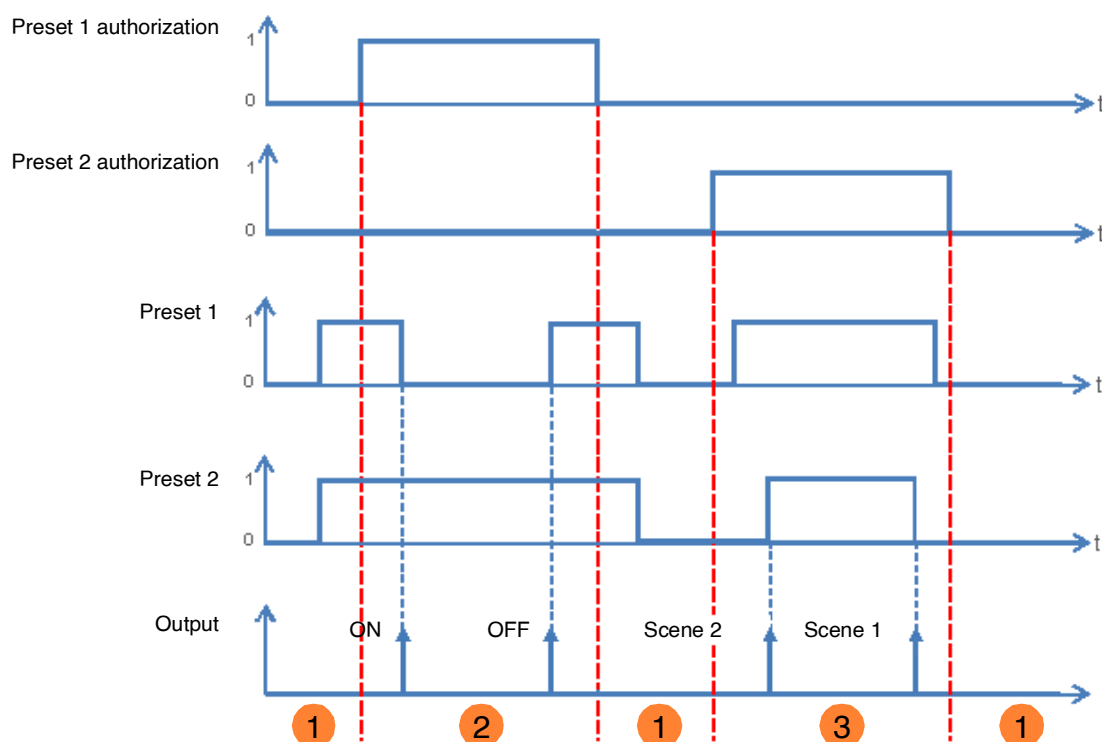 Preset 1 authorization
1
0
t
Preset 2 authorization
1
0
t
Preset 1
1
0
t
Preset 2
1
0
t
Output
ON
OFF
Scene 2
Scene 1
1
2
1
3
1